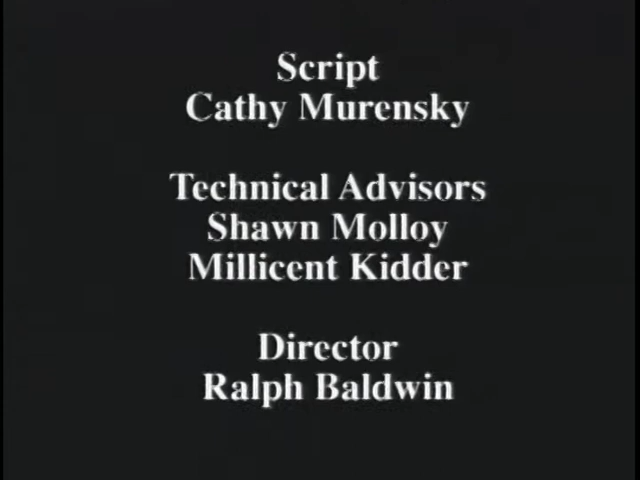 Script
Cathy Murensky
Technical Advisors
Shawn Molloy
Millicent Kidder
Director
Ralph Baldwin